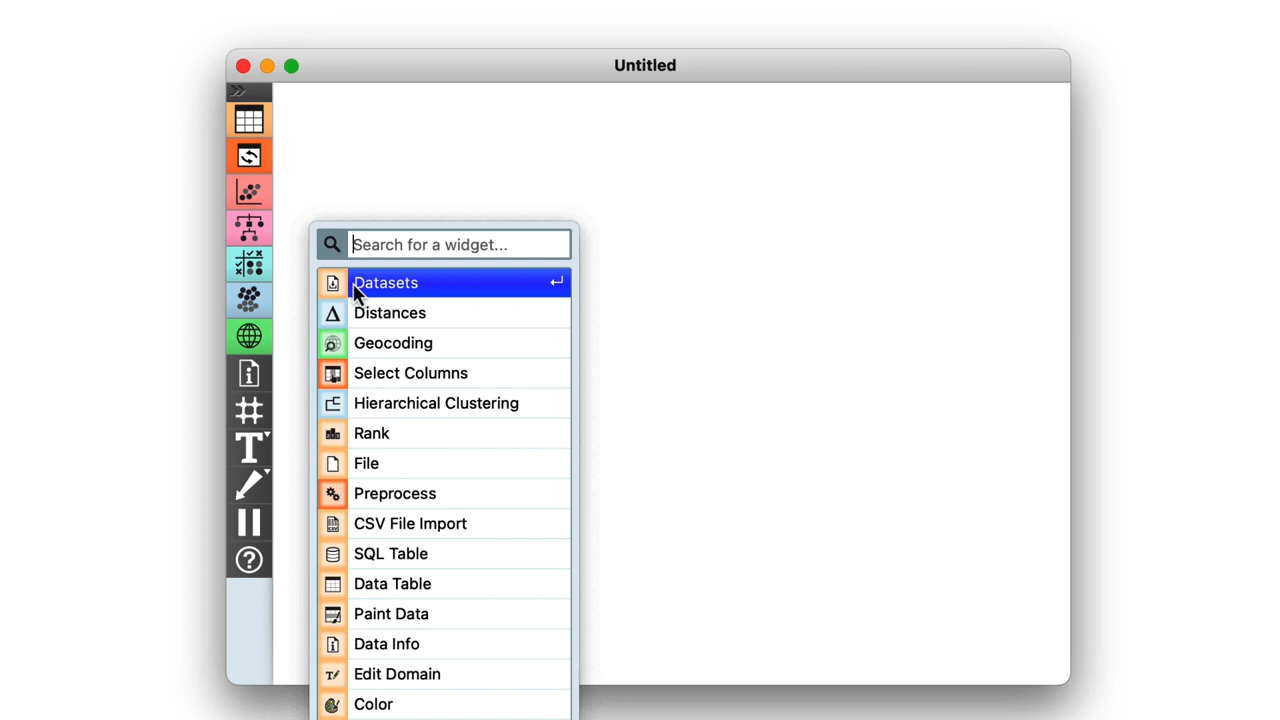 Untitled
Search for a widget...
Datasets
Distances
Geocoding
Select Columns
Hierarchical Clustering
Rank
File
Preprocess
CSV File Import
SQL Table
Data Table
Paint Data
Data Info
Edit Domain
Color